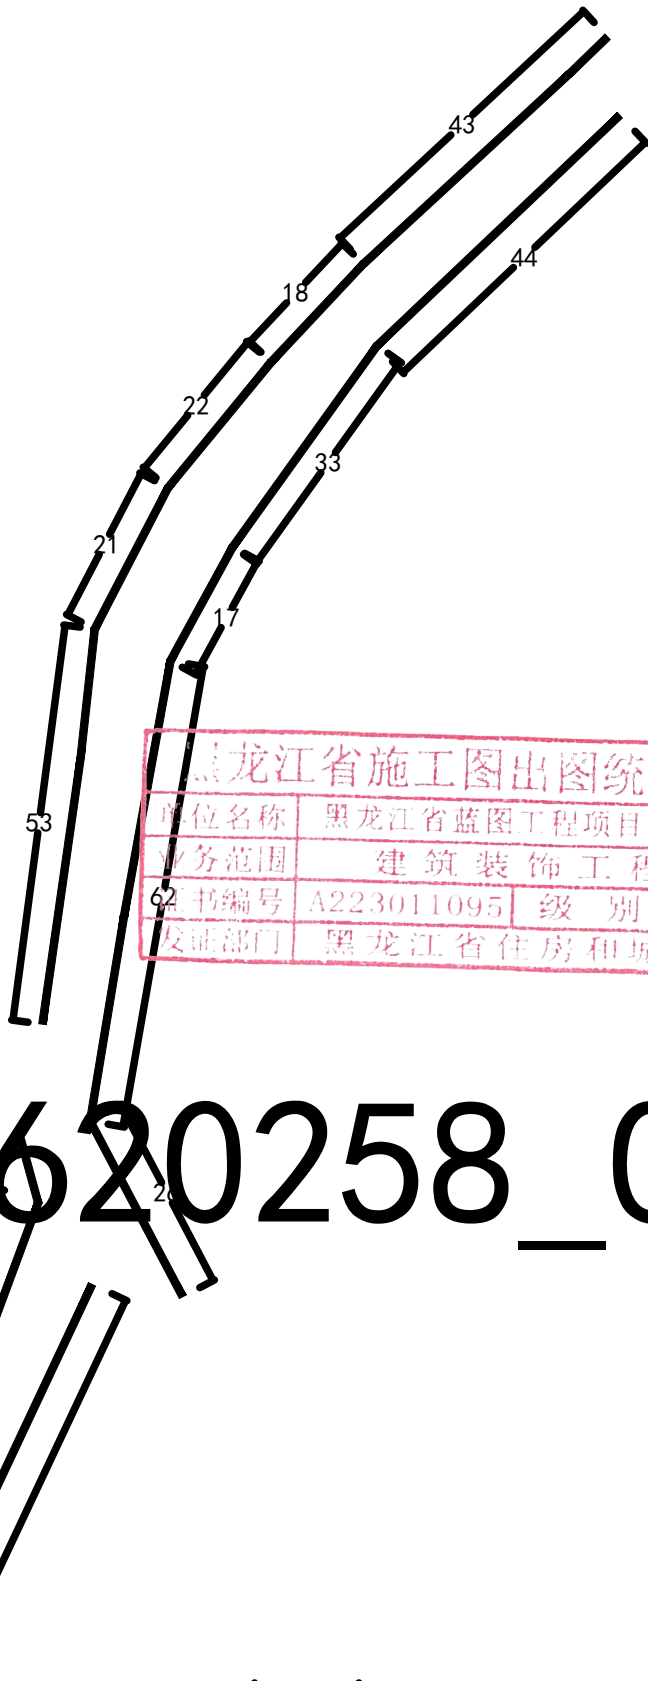 43
44
18
22
33
21
17
龙江省施工图出图统
单位名称 黑龙江省蓝图工程项目
业务范围 建筑装饰工程
53
62
证书编号 A223011095 级别
发证部门 黑龙江省住房和城
620258_0